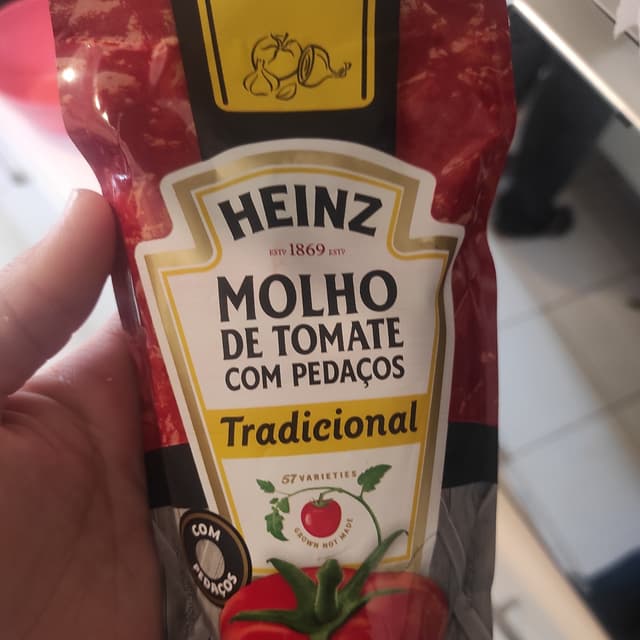 HEINZ
ESTD 1869 ESTD
MOLHO
DE TOMATE
COM PEDAÇOS
Tradicional
57 VARIETIES
GROWN NOT MADE
COM
PEDAÇOS